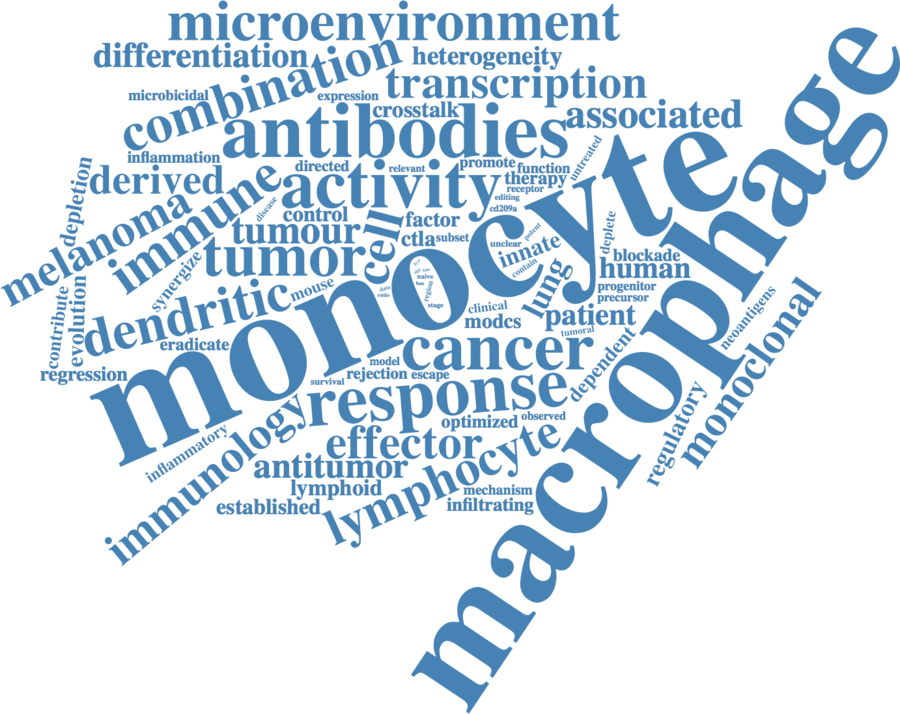 microenvironment
differentiation
heterogeneity
combination
transcription
microbicidal
expression
crosstalk
associated
antibodies
inflammation
directed
relevant
promote
function
untreated
derived
immune
activity
therapy
receptor
editing
cd209a
depletion
melanoma
disease
control
cell
factor
monocyte
macrophage
tumour
ctla
subset
unclear
potent
innate
deplete
blockade
tumor
synergize
contain
human
naive
region
ratio
stage
lung
progenitor
precursor
contribute
evolution
dendritic
mouse
clinical
modcs
patient
tumoral
neoantigens
monoclonal
eradicate
regression
model
cancer
dependent
survival
rejection
escape
response
optimized
observed
regulatory
inflammatory
immunology
effector
antitumor
lymphocyte
lymphoid
mechanism
established
infiltrating